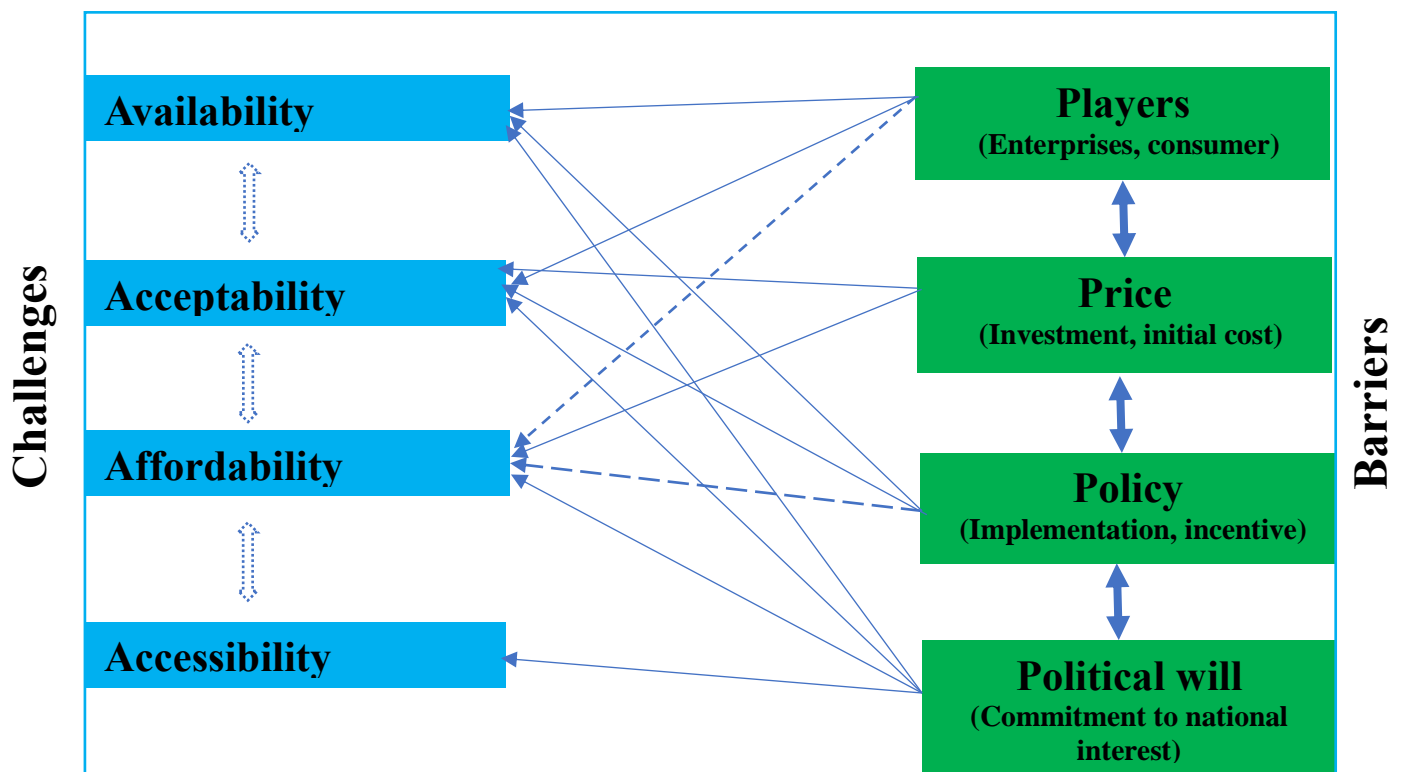 Challenges
Availability
Acceptability
Affordability
Accessibility
Players
(Enterprises, consumer)
Price
(Investment, initial cost)
Policy
(Implementation, incentive)
Political will
(Commitment to national
interest)
Barriers